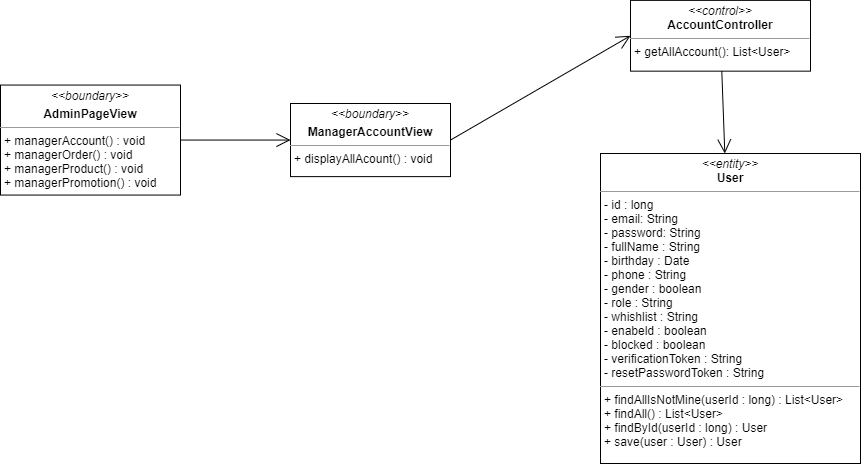 <<boundary>>
AdminPageView
+ managerAccount() : void
+ managerOrder() : void
+ managerProduct() : void
+ managerPromotion() : void
<<boundary>>
ManagerAccountView
+ displayAllAcount() : void
<<control>>
AccountController
+ getAllAccount(): List<User>
<<entity>>
User
- id : long
- email: String
- password: String
- fullName : String
- birthday : Date
- phone : String
- gender : boolean
- role : String
- whishlist : String
- enabeld : boolean
- blocked : boolean
- verificationToken : String
- resetPasswordToken : String
+ findAllIsNotMine(userId : long) : List<User>
+ findAll() : List<User>
+ findById(userId : long) : User
+ save(user : User) : User